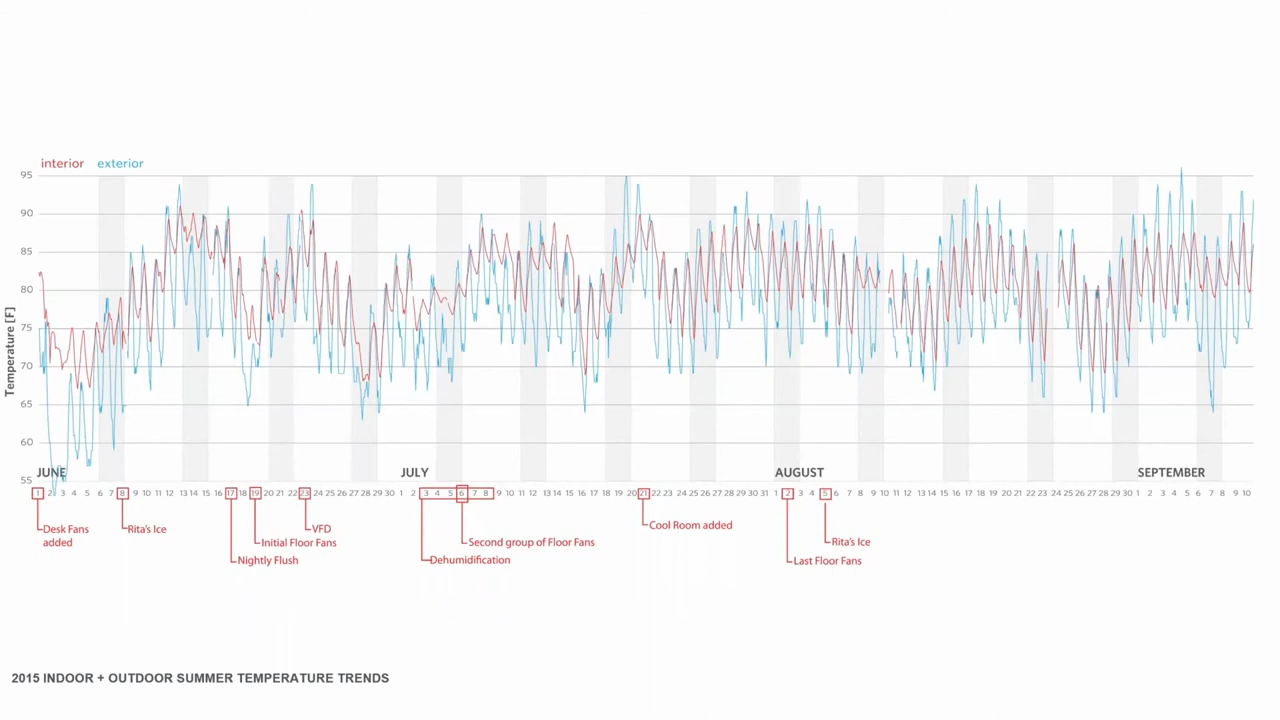 interior exterior
95
90
85
80
75
70
65
60
55
Temperature [F]
JUNE JULY AUGUST SEPTEMBER
1 2 3 4 5 6 7 8 9 10 11 12 13 14 15 16 17 18 19 20 21 22 23 24 25 26 27 28 29 30 1 2 3 4 5 6 7 8 9 10 11 12 13 14 15 16 17 18 19 20 21 22 23 24 25 26 27 28 29 30 31 1 2 3 4 5 6 7 8 9 10 11 12 13 14 15 16 17 18 19 20 21 22 23 24 25 26 27 28 29 30 1 2 3 4 5 6 7 8 9 10
Desk Fans
added
Rita's Ice
Nightly Flush
Initial Floor Fans
VFD
Dehumidification
Second group of Floor Fans
Cool Room added
Last Floor Fans
Rita's Ice
2015 INDOOR + OUTDOOR SUMMER TEMPERATURE TRENDS